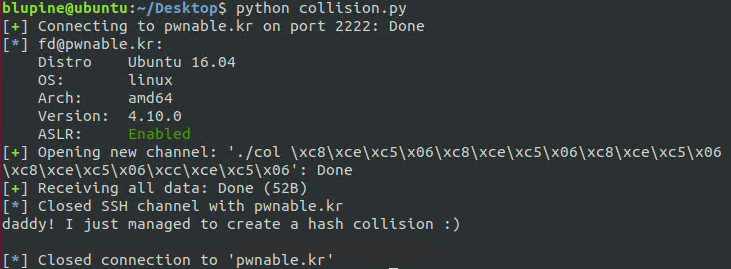 blupine@ubuntu:~/Desktop$ python collision.py
[+] Connecting to pwnable.kr on port 2222: Done
[*] fd@pwnable.kr:
    Distro    Ubuntu 16.04
    OS:       linux
    Arch:     amd64
    Version:  4.10.0
    ASLR:     Enabled
[+] Opening new channel: './col \xc8\xce\xc5\x06\xc8\xce\xc5\x06\xc8\xce\xc5\x06
\xc8\xce\xc5\x06\xcc\xce\xc5\x06': Done
[+] Receiving all data: Done (52B)
[*] Closed SSH channel with pwnable.kr
daddy! I just managed to create a hash collision :)
[*] Closed connection to 'pwnable.kr'